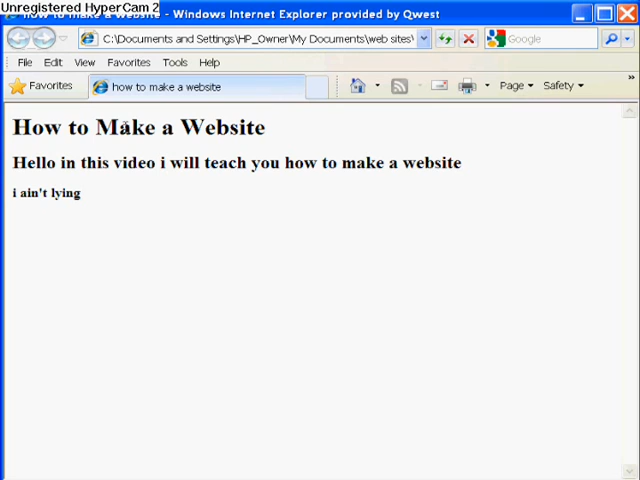 Unregistered HyperCam 2
how to make a website - Windows Internet Explorer provided by Qwest
C:\Documents and Settings\HP_Owner\My Documents\web sites\
Google
File Edit View Favorites Tools Help
Favorites
how to make a website
Page
Safety
»
How to Make a Website
Hello in this video i will teach you how to make a website
i ain't lying